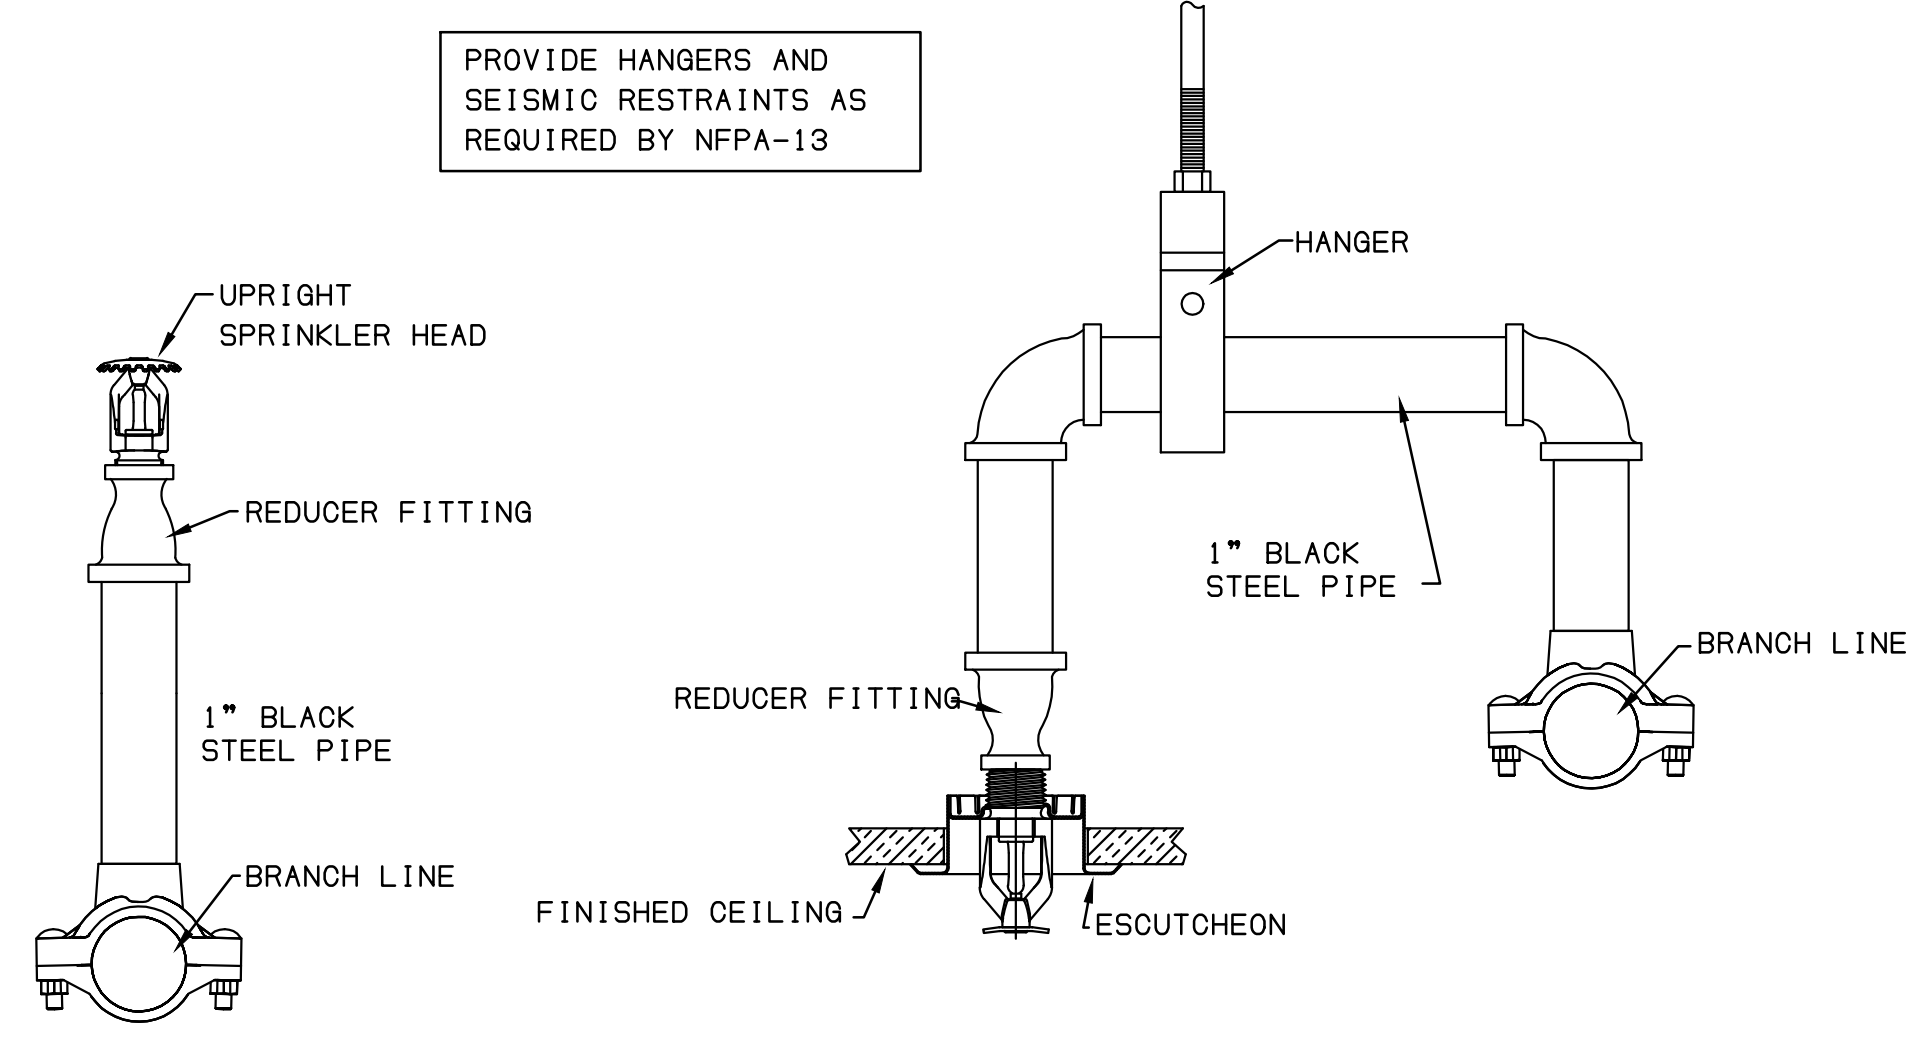 PROVIDE HANGERS AND
SEISMIC RESTRAINTS AS
REQUIRED BY NFPA-13
HANGER
UPRIGHT
SPRINKLER HEAD
REDUCER FITTING
1” BLACK
STEEL PIPE
BRANCH LINE
REDUCER FITTING
1” BLACK
STEEL PIPE
BRANCH LINE
FINISHED CEILING
ESCUTCHEON